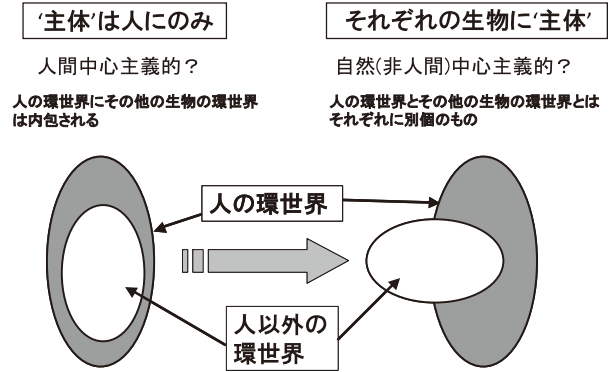 ‘主体’は人にのみ
それぞれの生物に‘主体’
人間中心主義的？
自然(非人間)中心主義的？
人の環世界にその他の生物の環世界
は内包される
人の環世界とその他の生物の環世界とは
それぞれに別個のもの
人の環世界
人以外の
環世界